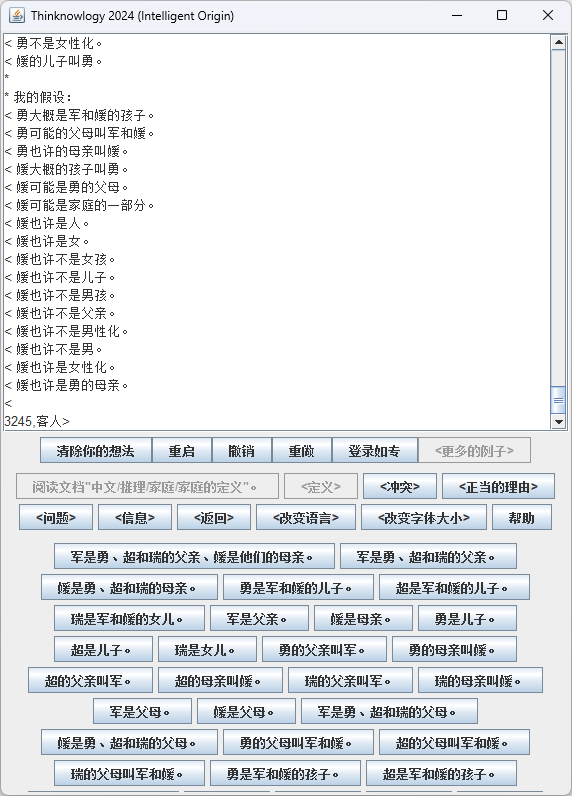 Thinknowlogy 2024 (Intelligent Origin)
< 勇不是女性化。
< 媛的儿子叫勇。
*
* 我的假设：
< 勇大概是军和媛的孩子。
< 勇可能的父母叫军和媛。
< 勇也许的母亲叫媛。
< 媛大概的孩子叫勇。
< 媛可能是勇的父母。
< 媛可能是家庭的一部分。
< 媛也许是人。
< 媛也许是女。
< 媛也许不是女孩。
< 媛也许不是儿子。
< 媛也许不是男孩。
< 媛也许不是父亲。
< 媛也许不是男性化。
< 媛也许不是男。
< 媛也许是女性化。
< 媛也许是勇的母亲。
<
3245,客人>
清除你的想法 重启 撤销 重做 登录如专 <更多的例子>
阅读文档"中文/推理/家庭/家庭的定义"。 <定义> <冲突> <正当的理由>
<问题> <信息> <返回> <改变语言> <改变字体大小> 帮助
军是勇、超和瑞的父亲、媛是他们的母亲。 军是勇、超和瑞的父亲。
媛是勇、超和瑞的母亲。 勇是军和媛的儿子。 超是军和媛的儿子。
瑞是军和媛的女儿。 军是父亲。 媛是母亲。 勇是儿子。
超是儿子。 瑞是女儿。 勇的父亲叫军。 勇的母亲叫媛。
超的父亲叫军。 超的母亲叫媛。 瑞的父亲叫军。 瑞的母亲叫媛。
军是父母。 媛是父母。 军是勇、超和瑞的父母。
媛是勇、超和瑞的父母。 勇的父母叫军和媛。 超的父母叫军和媛。
瑞的父母叫军和媛。 勇是军和媛的孩子。 超是军和媛的孩子。